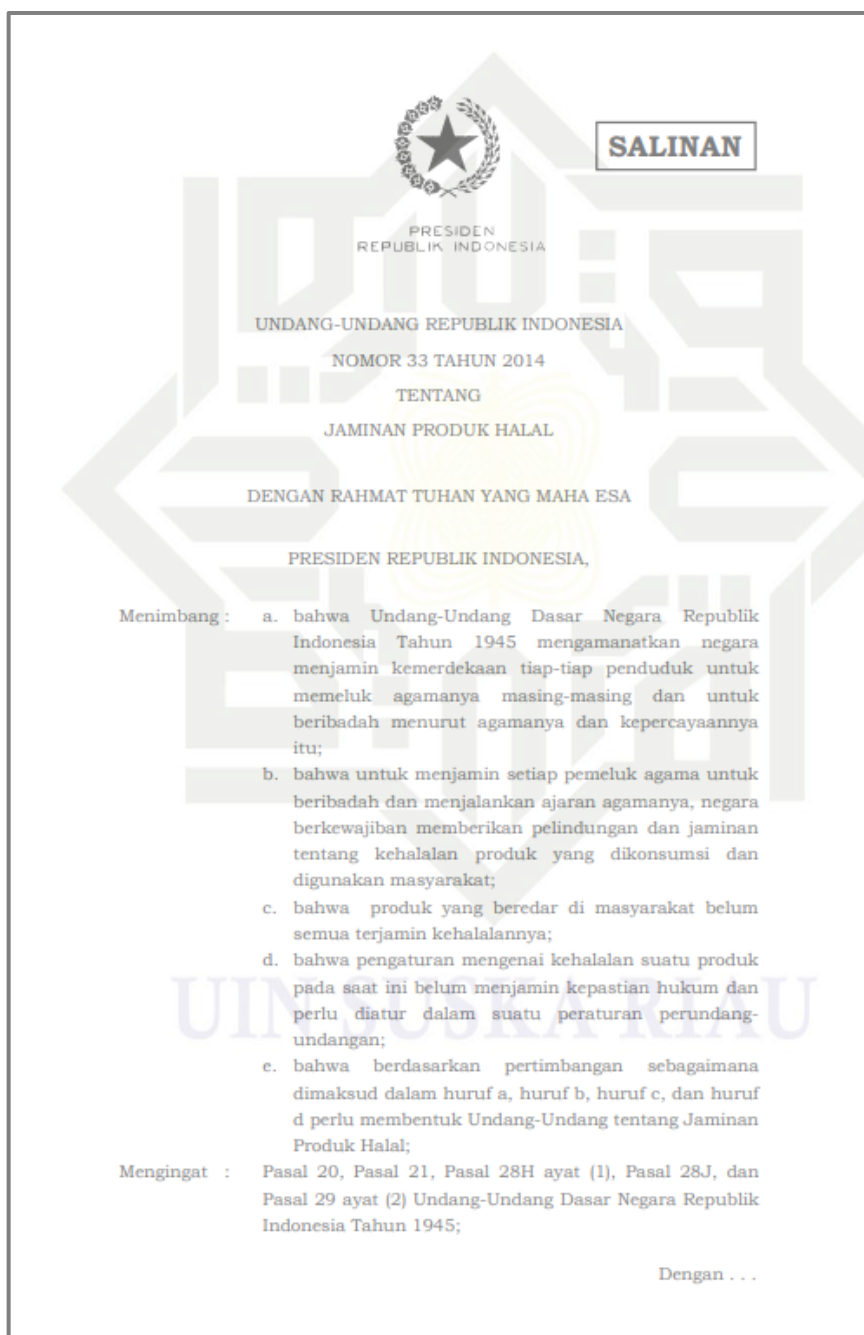 SALINAN
PRESIDEN
REPUBLIK INDONESIA
UNDANG-UNDANG REPUBLIK INDONESIA
NOMOR 33 TAHUN 2014
TENTANG
JAMINAN PRODUK HALAL
DENGAN RAHMAT TUHAN YANG MAHA ESA
PRESIDEN REPUBLIK INDONESIA,
Menimbang : a. bahwa Undang-Undang Dasar Negara Republik
Indonesia Tahun 1945 mengamanatkan negara
menjamin kemerdekaan tiap-tiap penduduk untuk
memeluk agamanya masing-masing dan untuk
beribadah menurut agamanya dan kepercayaannya
itu;
b. bahwa untuk menjamin setiap pemeluk agama untuk
beribadah dan menjalankan ajaran agamanya, negara
berkewajiban memberikan pelindungan dan jaminan
tentang kehalalan produk yang dikonsumsi dan
digunakan masyarakat;
c. bahwa produk yang beredar di masyarakat belum
semua terjamin kehalalannya;
d. bahwa pengaturan mengenai kehalalan suatu produk
pada saat ini belum menjamin kepastian hukum dan
perlu diatur dalam suatu peraturan perundang-
undangan;
UIN SUSKA RIAU
e. bahwa berdasarkan pertimbangan sebagaimana
dimaksud dalam huruf a, huruf b, huruf c, dan huruf
d perlu membentuk Undang-Undang tentang Jaminan
Produk Halal;
Mengingat : Pasal 20, Pasal 21, Pasal 28H ayat (1), Pasal 28J, dan
Pasal 29 ayat (2) Undang-Undang Dasar Negara Republik
Indonesia Tahun 1945;
Dengan . . .